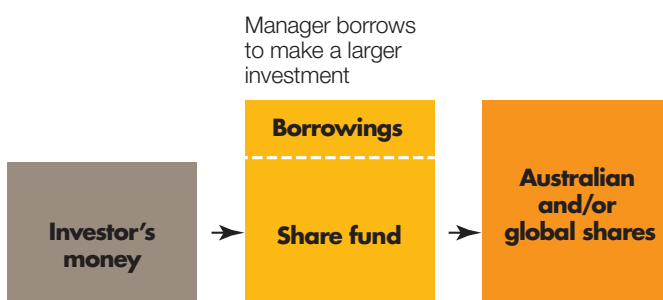 Manager borrows
to make a larger
investment
Borrowings
Investor’s
money
Share fund
Australian
and/or
global shares